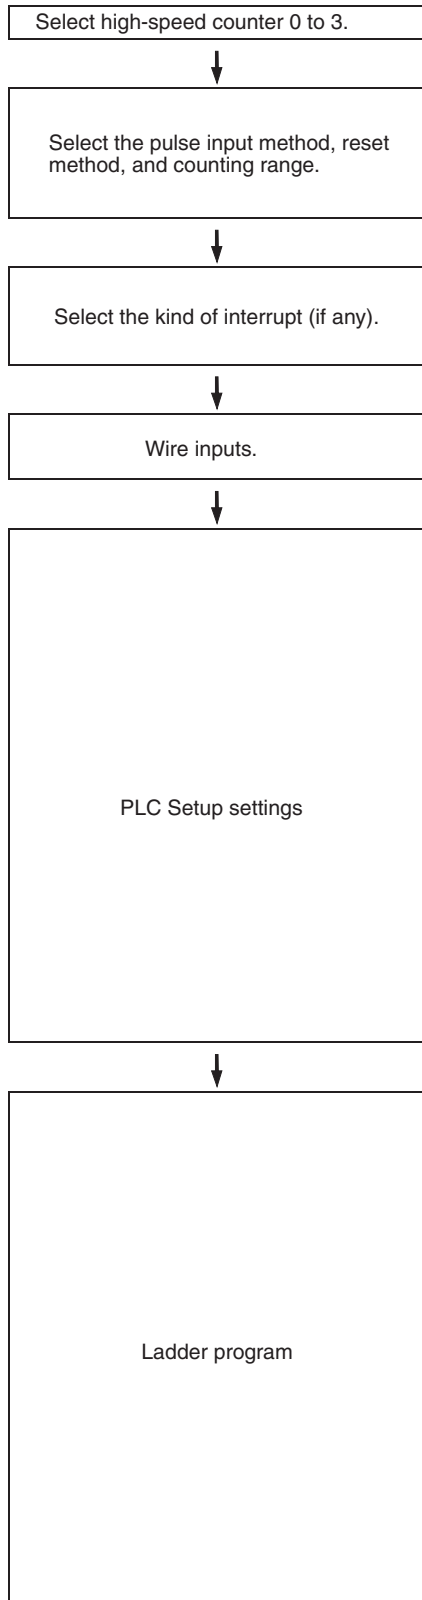 Select high-speed counter 0 to 3.
Select the pulse input method, reset
method, and counting range.
Select the kind of interrupt (if any).
Wire inputs.
PLC Setup settings
Ladder program